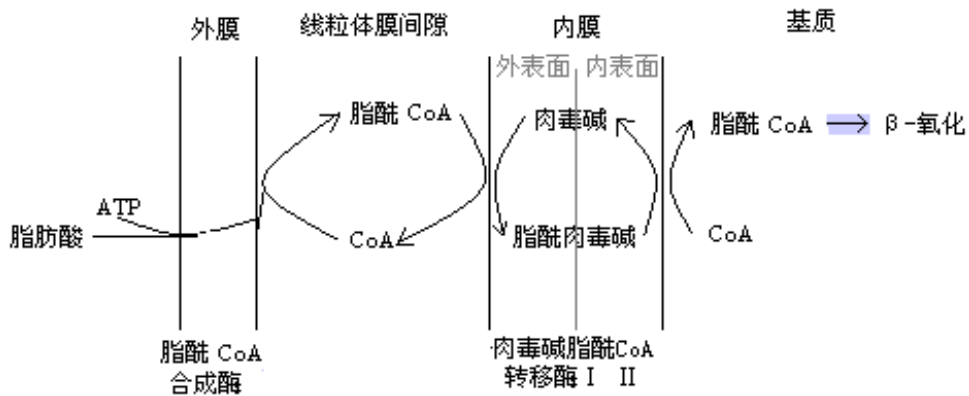 外膜 线粒体膜间隙 内膜 基质
外表面 内表面
脂酰 CoA 肉毒碱 脂酰 CoA β-氧化
ATP
脂肪酸 CoA 脂酰肉毒碱 CoA
脂酰 CoA 肉毒碱脂酰CoA
合成酶 转移酶 I II